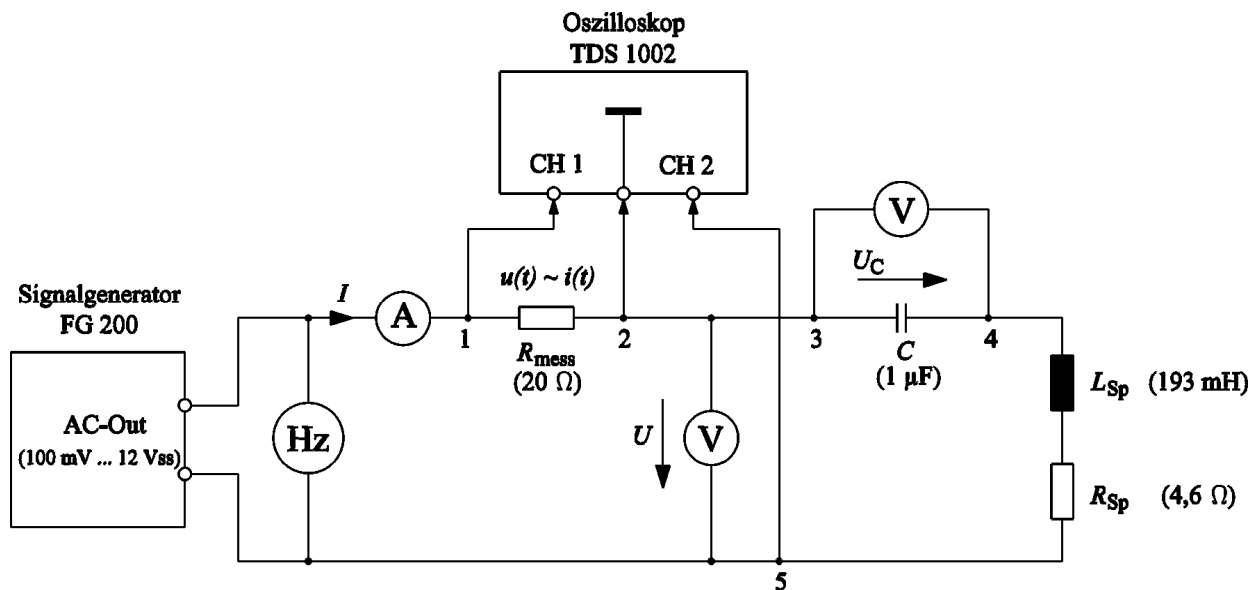 Oszilloskop
TDS 1002
CH 1
CH 2
V
U_C
Signalgenerator
FG 200
I
u(t) ~ i(t)
A
1
2
3
4
R_mess
(20 Ω)
C
(1 µF)
L_Sp (193 mH)
AC-Out
(100 mV ... 12 Vss)
Hz
U
V
R_Sp (4,6 Ω)
5